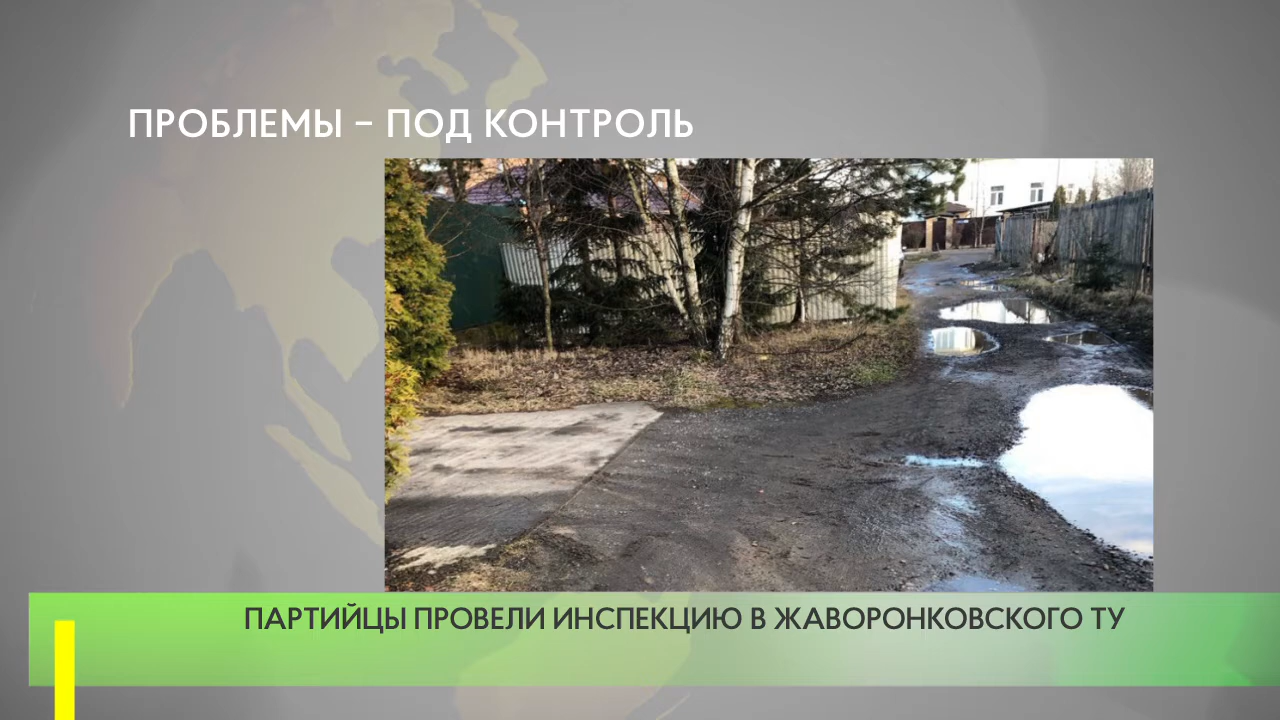 ПРОБЛЕМЫ – ПОД КОНТРОЛЬ
ПАРТИЙЦЫ ПРОВЕЛИ ИНСПЕКЦИЮ В ЖАВОРОНКОВСКОГО ТУ